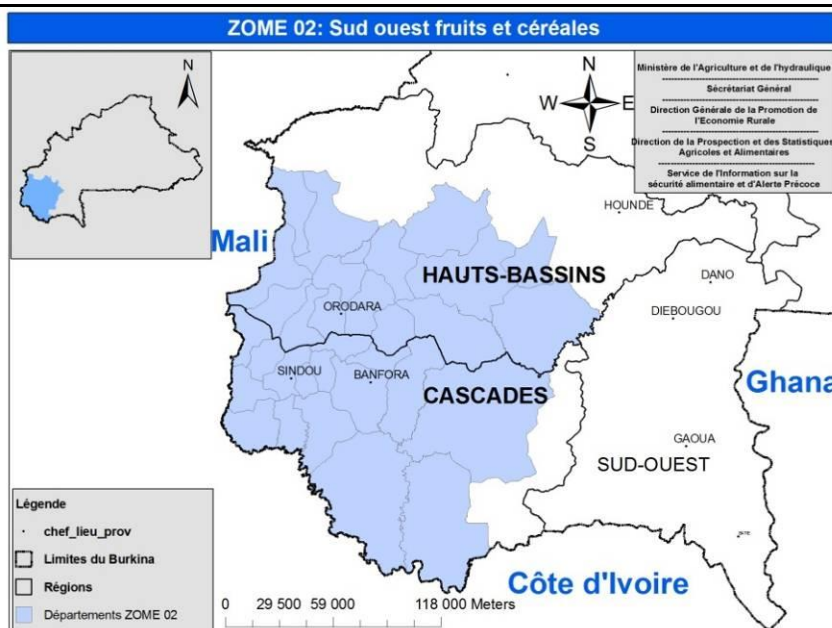 ZOME 02: Sud ouest fruits et céréales
N
N
W
E
S
Ministère de l'Agriculture et de l'hydraulique
Sécrétariat Général
Direction Générale de la Promotion de
l'Economie Rurale
Direction de la Prospection et des Statistiques
Agricoles et Alimentaires
Service de l'Information sur la
sécurité alimentaire et d'Alerte Précoce
HOUNDE
Mali
HAUTS-BASSINS
DANO
ORODARA
DIEBOUGOU
SINDOU
BANFORA
Ghana
CASCADES
GAOUA
SUD-OUEST
Légende
chef_lieu_prov
Limites du Burkina
Régions
Départements ZOME 02
Côte d'Ivoire
0 29 500 59 000 118 000 Meters